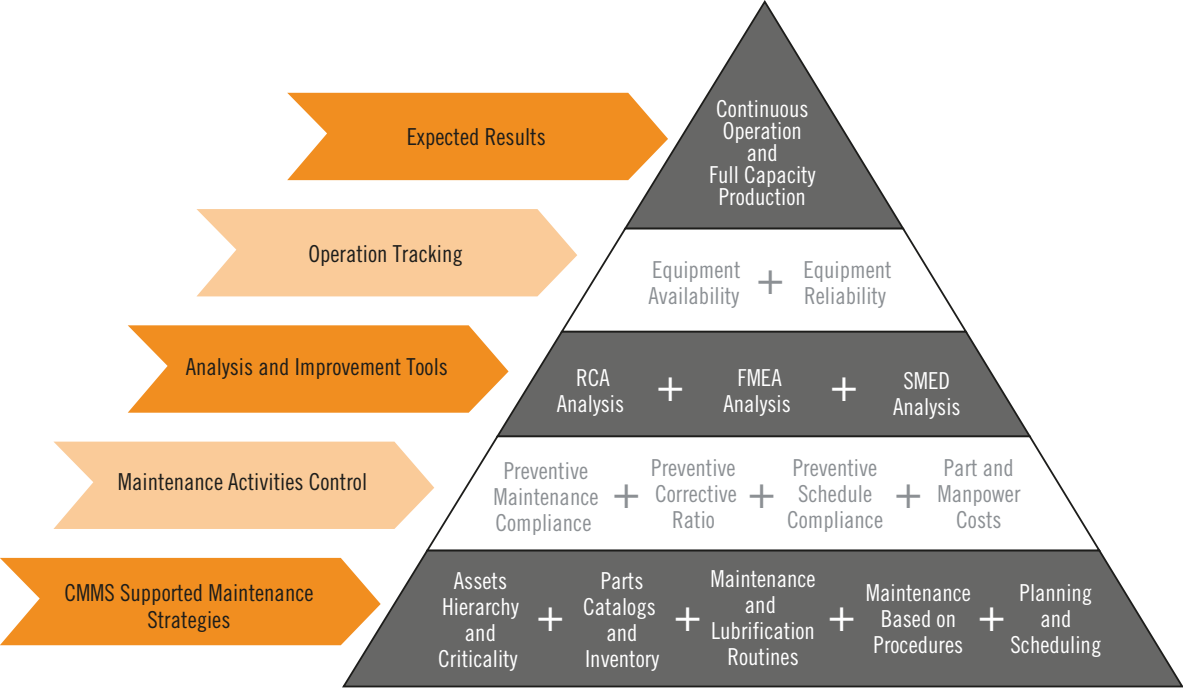 Expected Results
Continuous
Operation
and
Full Capacity
Production
Operation Tracking
Equipment
Availability
+
Equipment
Reliability
Analysis and Improvement Tools
RCA
Analysis
+
FMEA
Analysis
+
SMED
Analysis
Maintenance Activities Control
Preventive
Maintenance
Compliance
+
Preventive
Corrective
Ratio
+
Preventive
Schedule
Compliance
+
Part and
Manpower
Costs
CMMS Supported Maintenance
Strategies
Assets
Hierarchy
and
Criticality
+
Parts
Catalogs
and
Inventory
+
Maintenance
and
Lubrification
Routines
+
Maintenance
Based on
Procedures
+
Planning
and
Scheduling